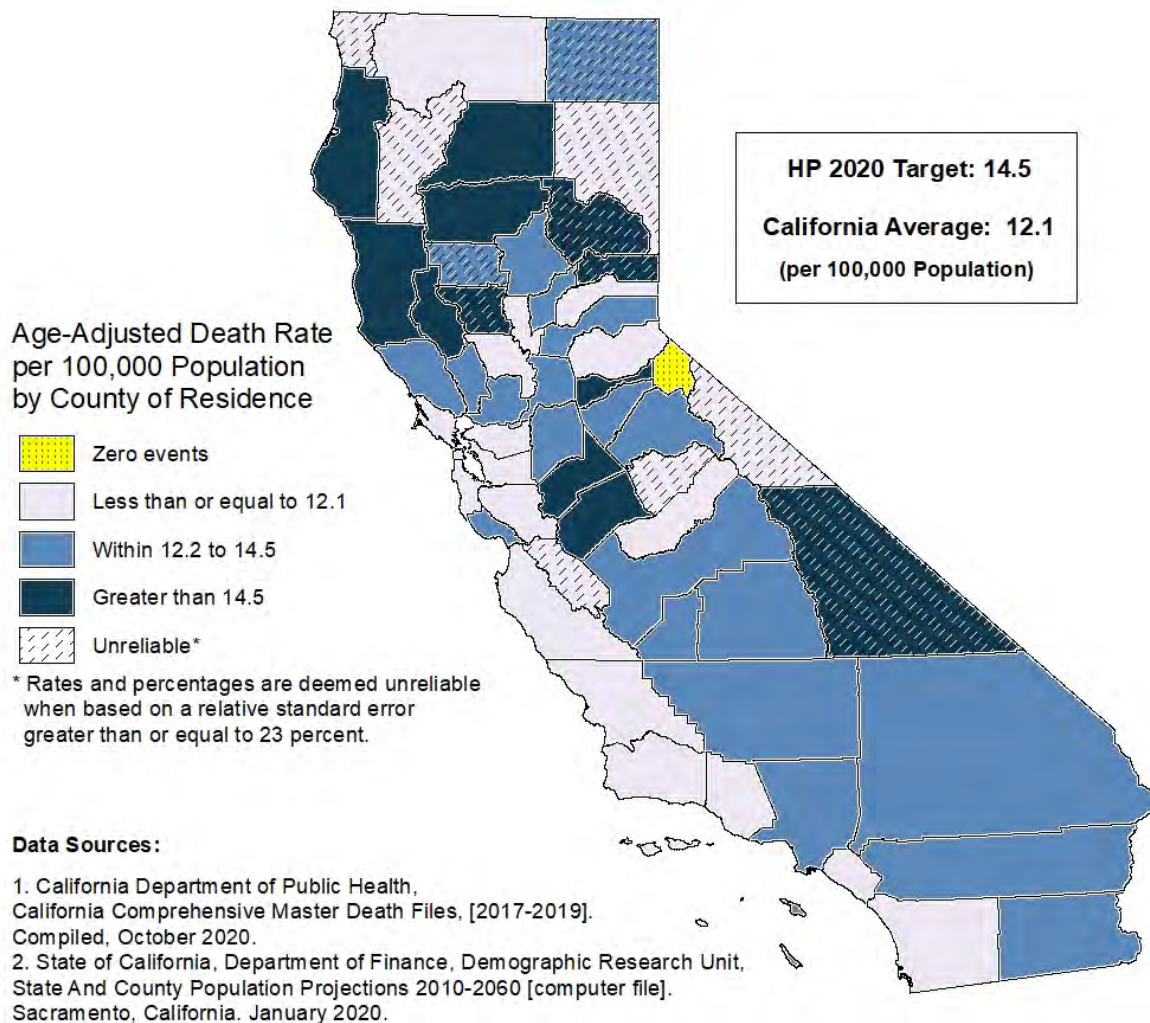 HP 2020 Target: 14.5
California Average: 12.1
(per 100,000 Population)
Age-Adjusted Death Rate
per 100,000 Population
by County of Residence
Zero events
Less than or equal to 12.1
Within 12.2 to 14.5
Greater than 14.5
Unreliable*
* Rates and percentages are deemed unreliable
when based on a relative standard error
greater than or equal to 23 percent.
Data Sources:
1. California Department of Public Health,
California Comprehensive Master Death Files, [2017-2019].
Compiled, October 2020.
2. State of California, Department of Finance, Demographic Research Unit,
State And County Population Projections 2010-2060 [computer file].
Sacramento, California. January 2020.